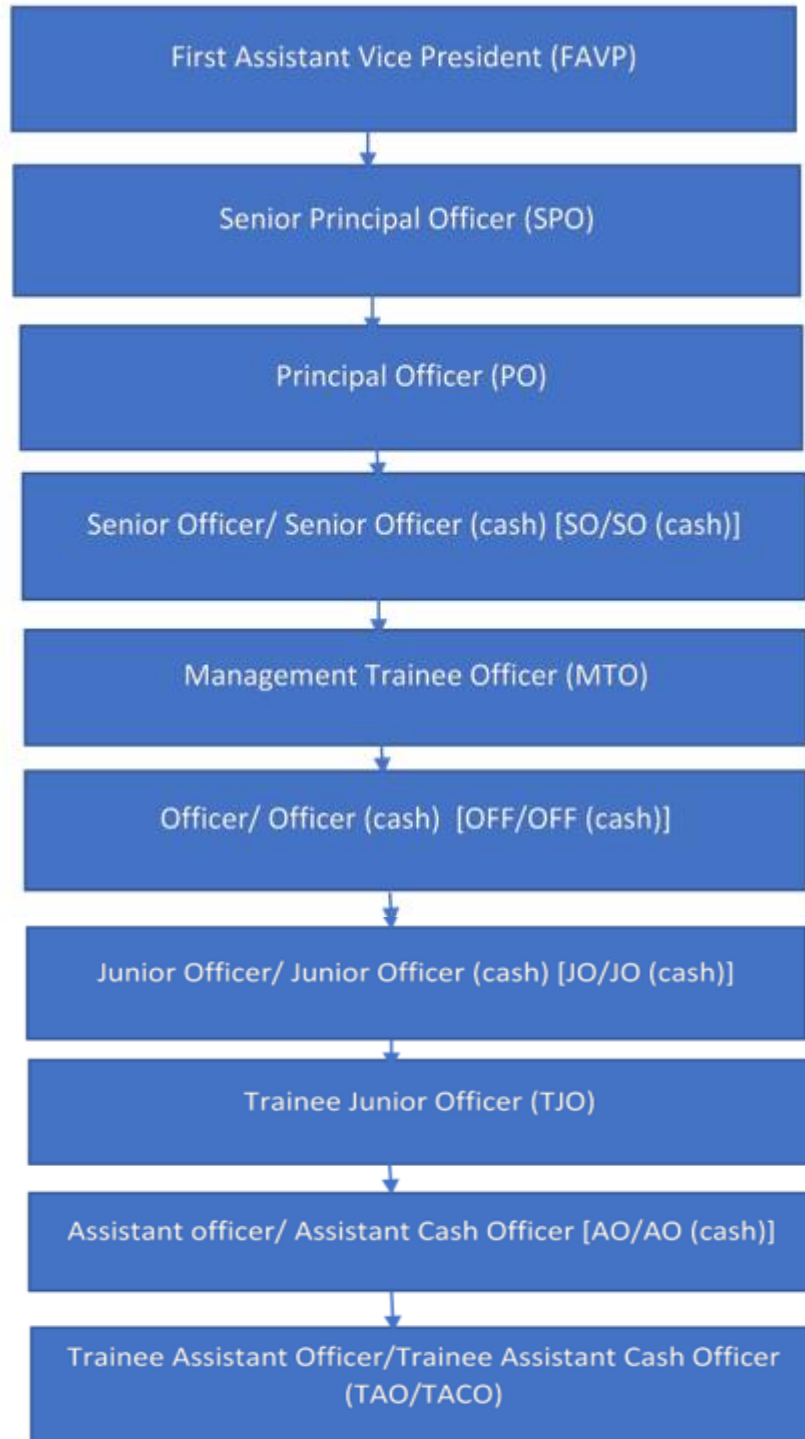 First Assistant Vice President (FAVP)
Senior Principal Officer (SPO)
Principal Officer (PO)
Senior Officer/ Senior Officer (cash) [SO/SO (cash)]
Management Trainee Officer (MTO)
Officer/ Officer (cash)  [OFF/OFF (cash)]
Junior Officer/ Junior Officer (cash) [JO/JO (cash)]
Trainee Junior Officer (TJO)
Assistant officer/ Assistant Cash Officer [AO/AO (cash)]
Trainee Assistant Officer/Trainee Assistant Cash Officer
(TAO/TACO)